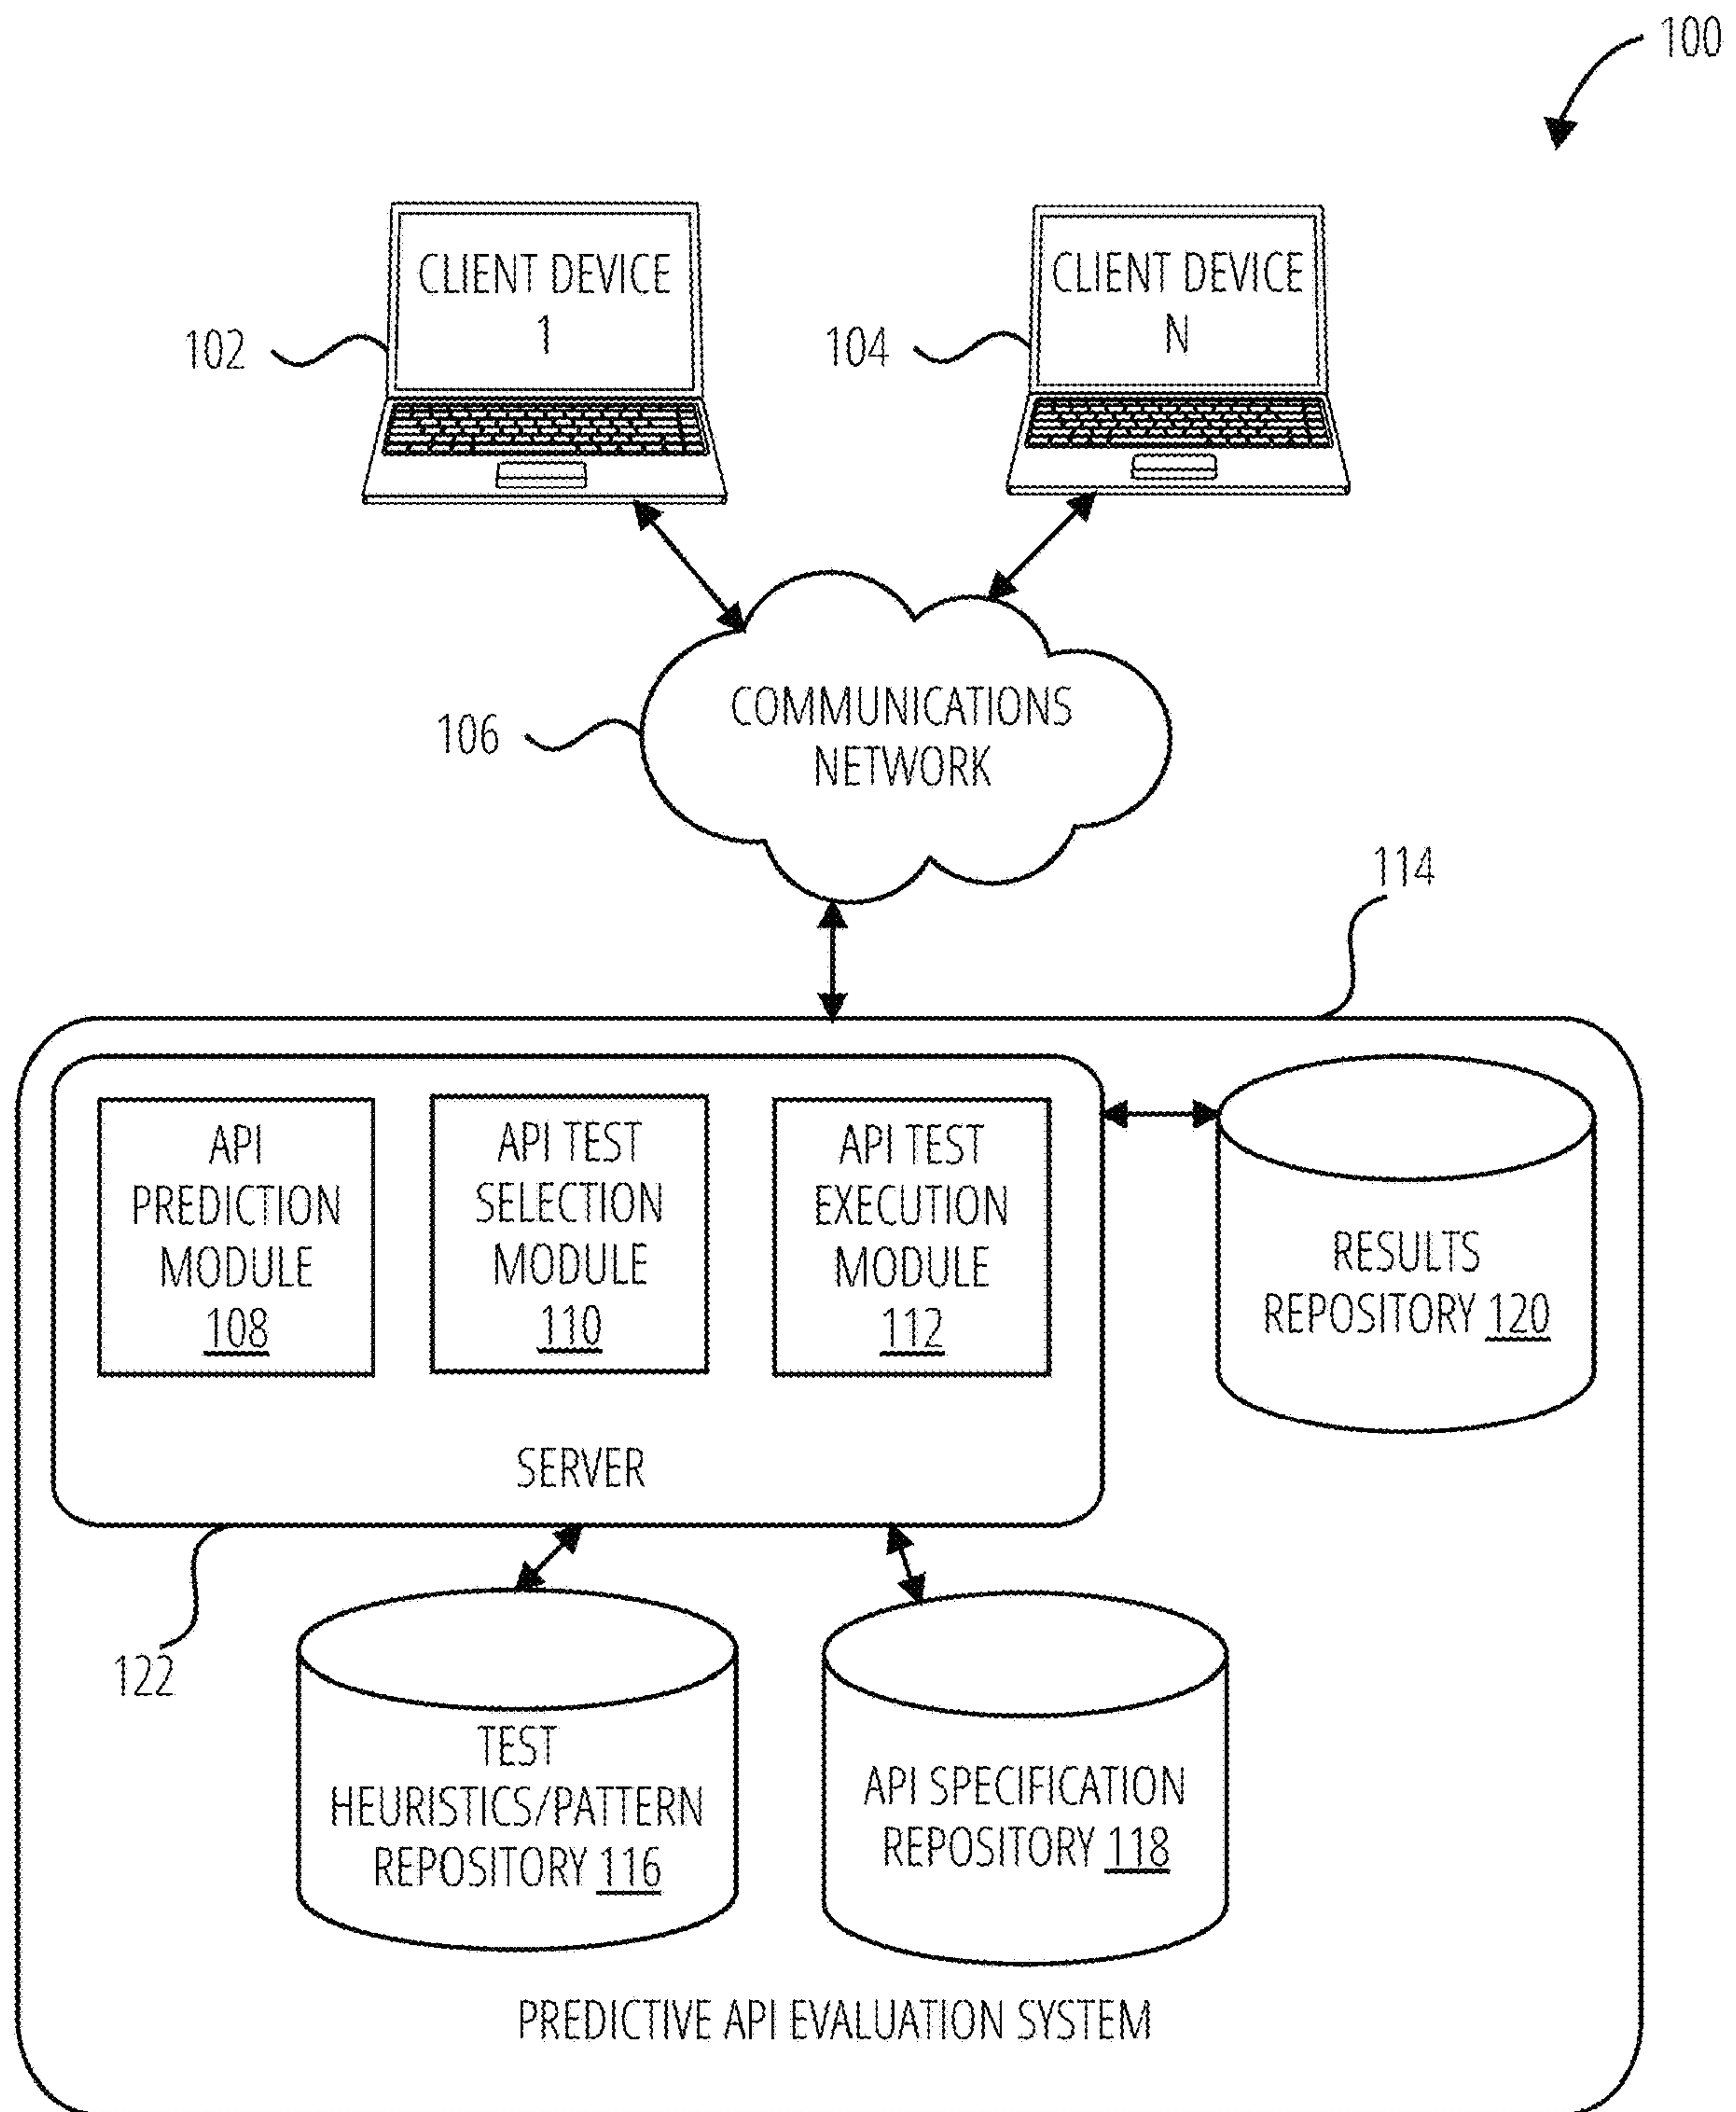 100
CLIENT DEVICE
1
102
CLIENT DEVICE
N
104
COMMUNICATIONS
NETWORK
106
114
API
PREDICTION
MODULE
108
API TEST
SELECTION
MODULE
110
API TEST
EXECUTION
MODULE
112
RESULTS
REPOSITORY 120
SERVER
122
TEST
HEURISTICS/PATTERN
REPOSITORY 116
API SPECIFICATION
REPOSITORY 118
PREDICTIVE API EVALUATION SYSTEM